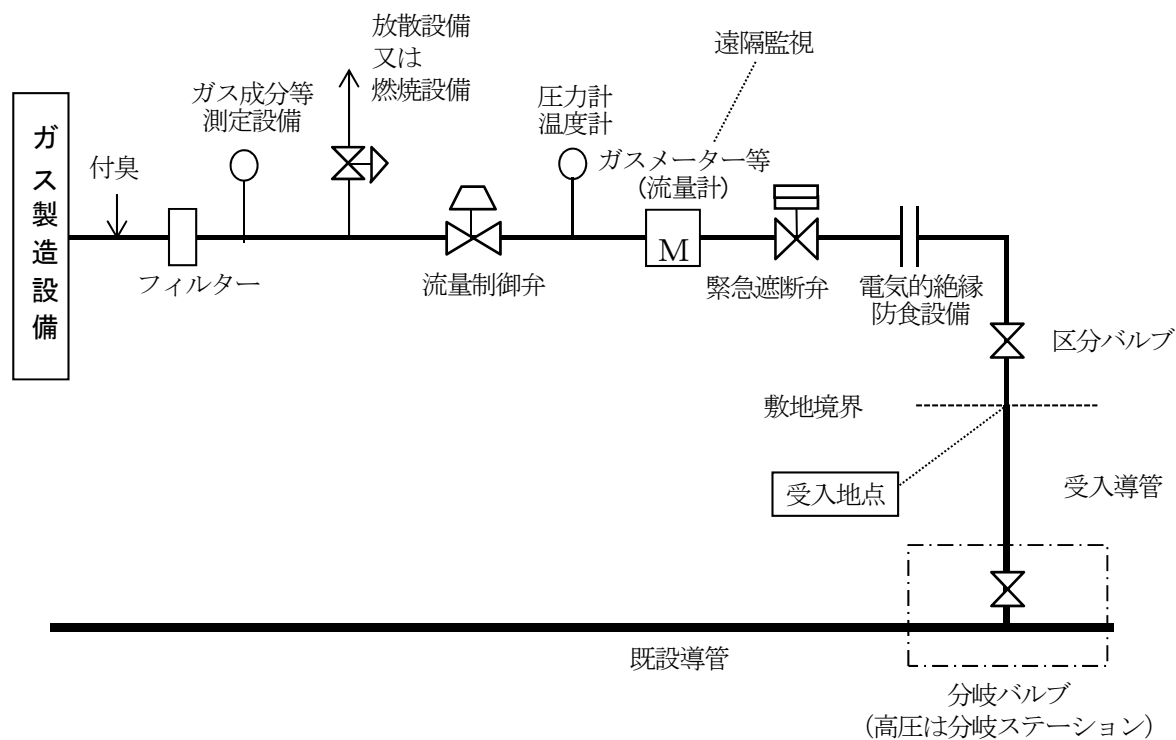 放散設備
又は
燃焼設備
遠隔監視
ガス成分等
測定設備
圧力計
温度計
ガスメーター等
(流量計)
ガス製造設備
付臭
M
フィルター
流量制御弁
緊急遮断弁
電気的絶縁
防食設備
区分バルブ
敷地境界
受入地点
受入導管
既設導管
分岐バルブ
(高圧は分岐ステーション)